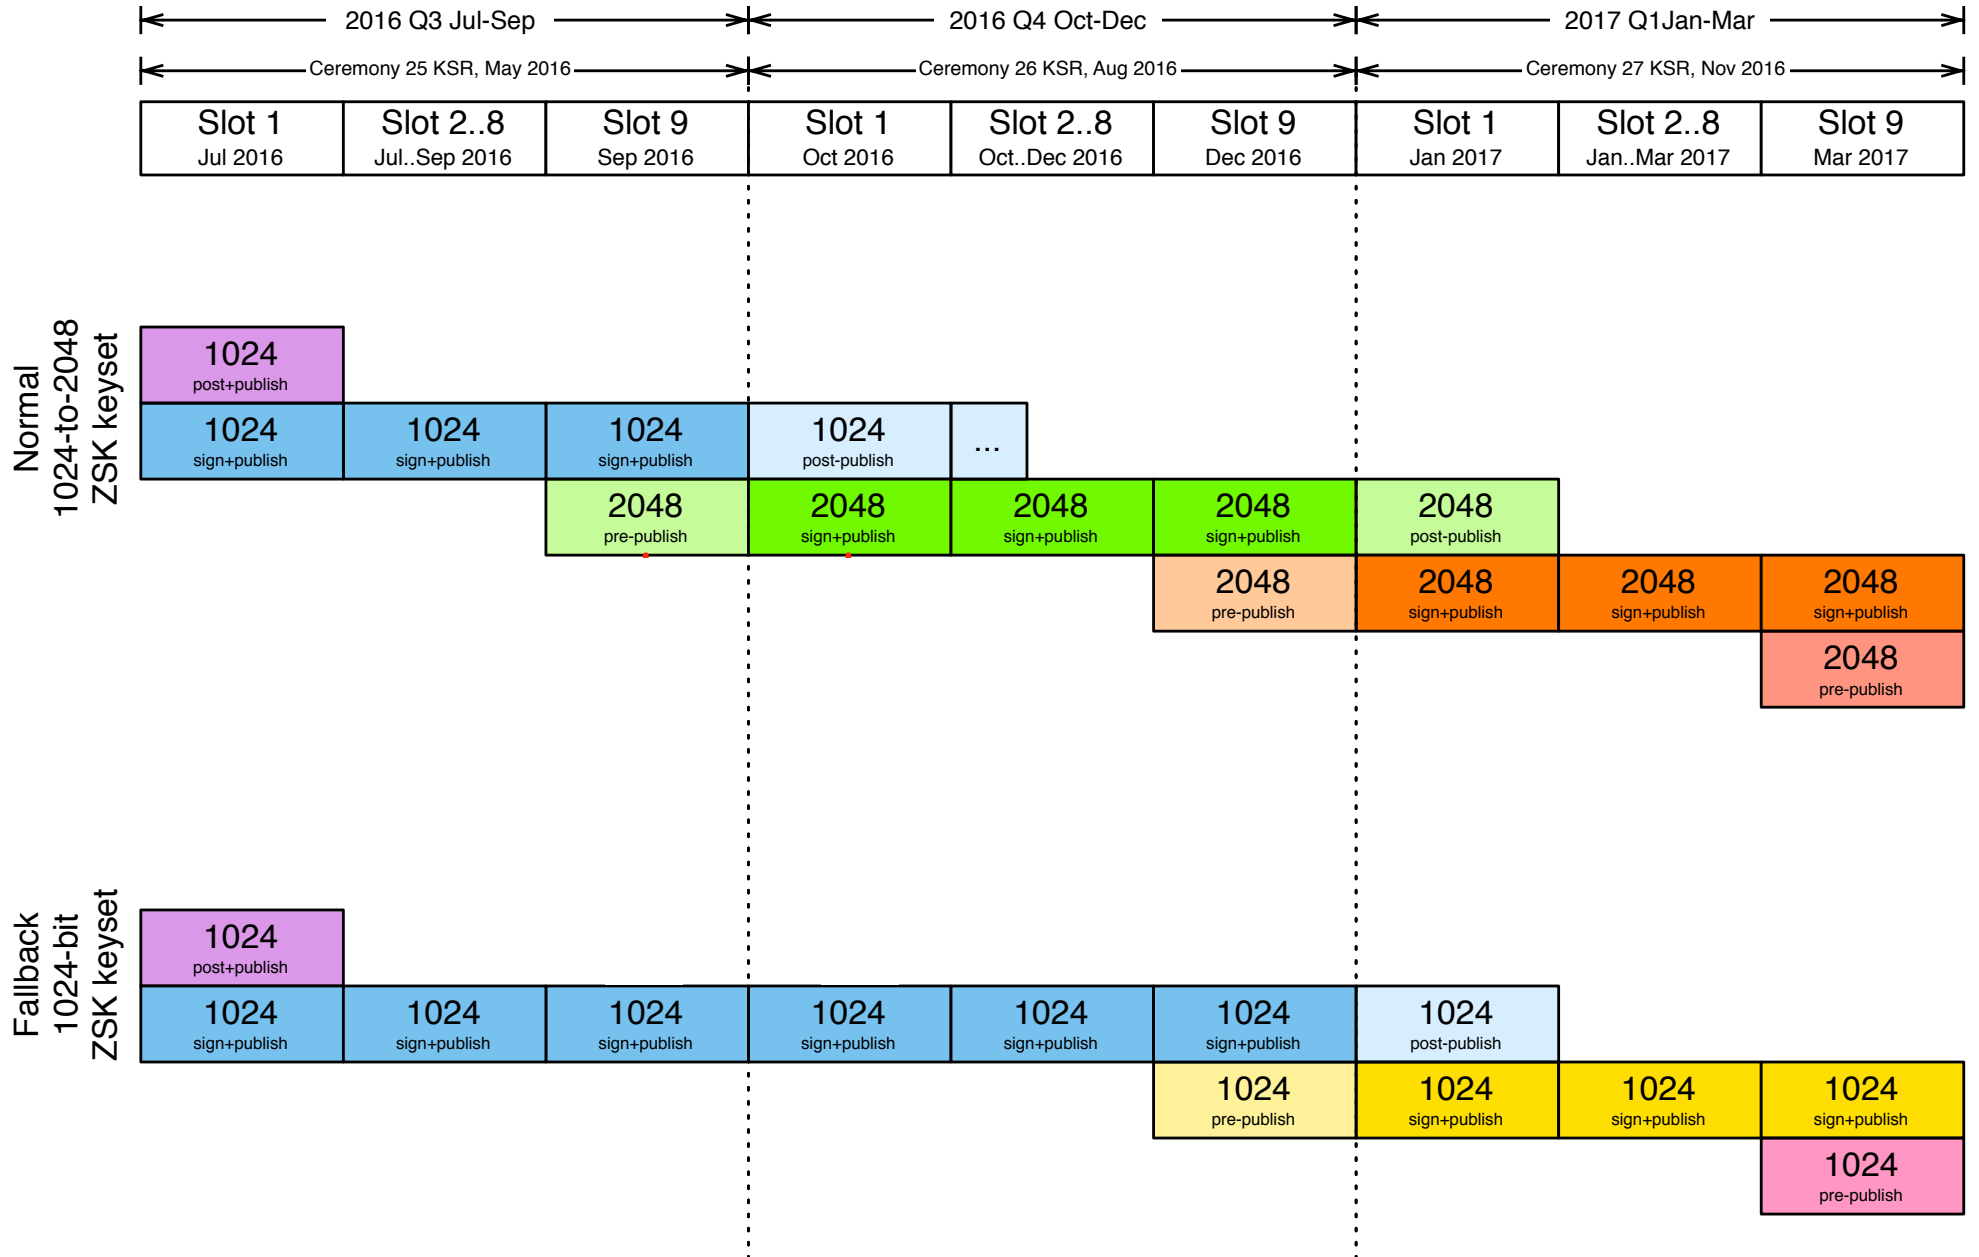 2016 Q3 Jul-Sep
2016 Q4 Oct-Dec
2017 Q1Jan-Mar
Ceremony 25 KSR, May 2016
Ceremony 26 KSR, Aug 2016
Ceremony 27 KSR, Nov 2016
Slot 1
Jul 2016
Slot 2..8
Jul..Sep 2016
Slot 9
Sep 2016
Slot 1
Oct 2016
Slot 2..8
Oct..Dec 2016
Slot 9
Dec 2016
Slot 1
Jan 2017
Slot 2..8
Jan..Mar 2017
Slot 9
Mar 2017
Normal
1024-to-2048
ZSK keyset
1024
post+publish
1024
sign+publish
1024
sign+publish
1024
sign+publish
1024
post-publish
...
2048
pre-publish
2048
sign+publish
2048
sign+publish
2048
sign+publish
2048
post-publish
2048
pre-publish
2048
sign+publish
2048
sign+publish
2048
sign+publish
2048
pre-publish
Fallback
1024-bit
ZSK keyset
1024
post+publish
1024
sign+publish
1024
sign+publish
1024
sign+publish
1024
sign+publish
1024
sign+publish
1024
sign+publish
1024
post-publish
1024
pre-publish
1024
sign+publish
1024
sign+publish
1024
sign+publish
1024
pre-publish